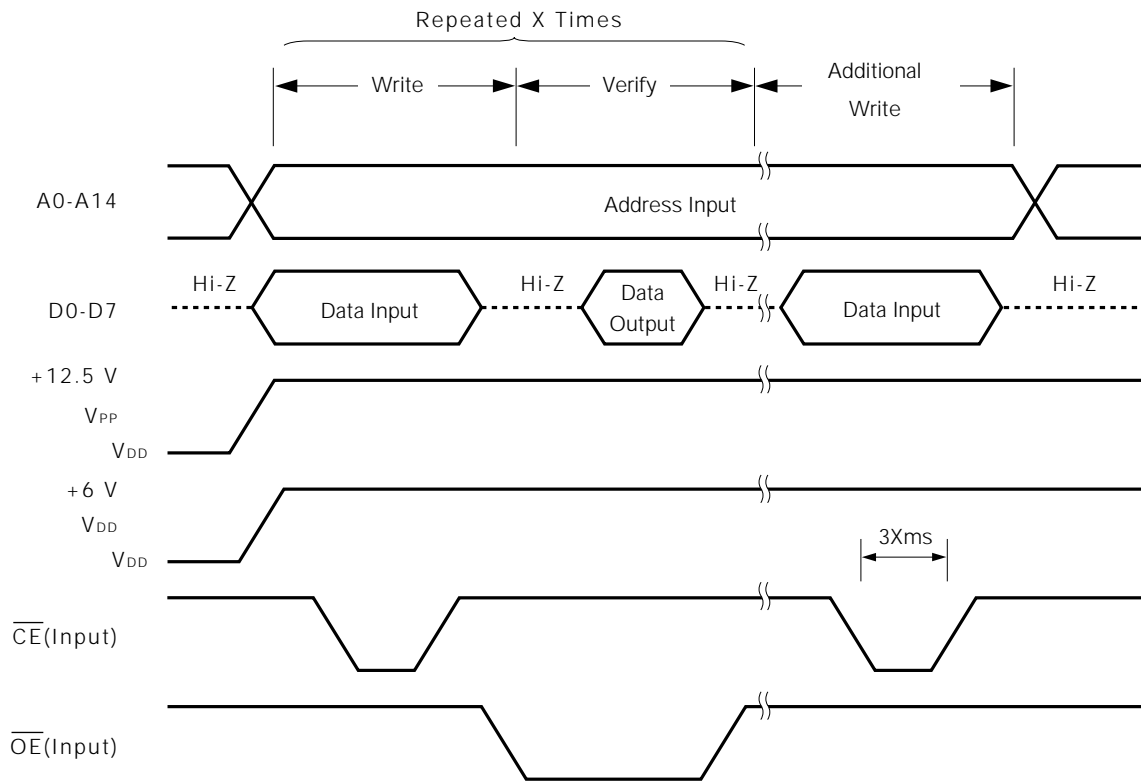 Repeated X Times
Write
Verify
Additional
Write
A0-A14
Address Input
Hi-Z
Hi-Z
Hi-Z
Hi-Z
D0-D7
Data Input
Data
Output
Data Input
+12.5 V
VPP
VDD
+6 V
VDD
VDD
3Xms
CE(Input)
OE(Input)